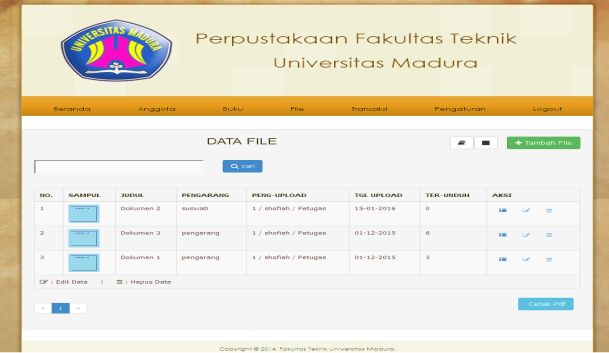 UNIVERSITAS MADURA
Perpustakaan Fakultas Teknik
Universitas Madura
Beranda Anggota Buku File Transaksi Pengaturan Logout
DATA FILE
+ Tambah File
cari
NO. SAMPUL JUDUL PENGARANG PENG-UPLOAD TGL UPLOAD TER-UNDUH AKSI
1 Dokumen 2 suswati 1 / shofiah / Petugas 15-01-2016 0
2 Dokumen 3 pengarang 1 / shofiah / Petugas 01-12-2015 6
3 Dokumen 1 pengarang 1 / shofiah / Petugas 01-12-2015 3
: Edit Data | : Hapus Data
« 1 »
Cetak Pdf
Copyright © 2014. Fakultas Teknik Universitas Madura.